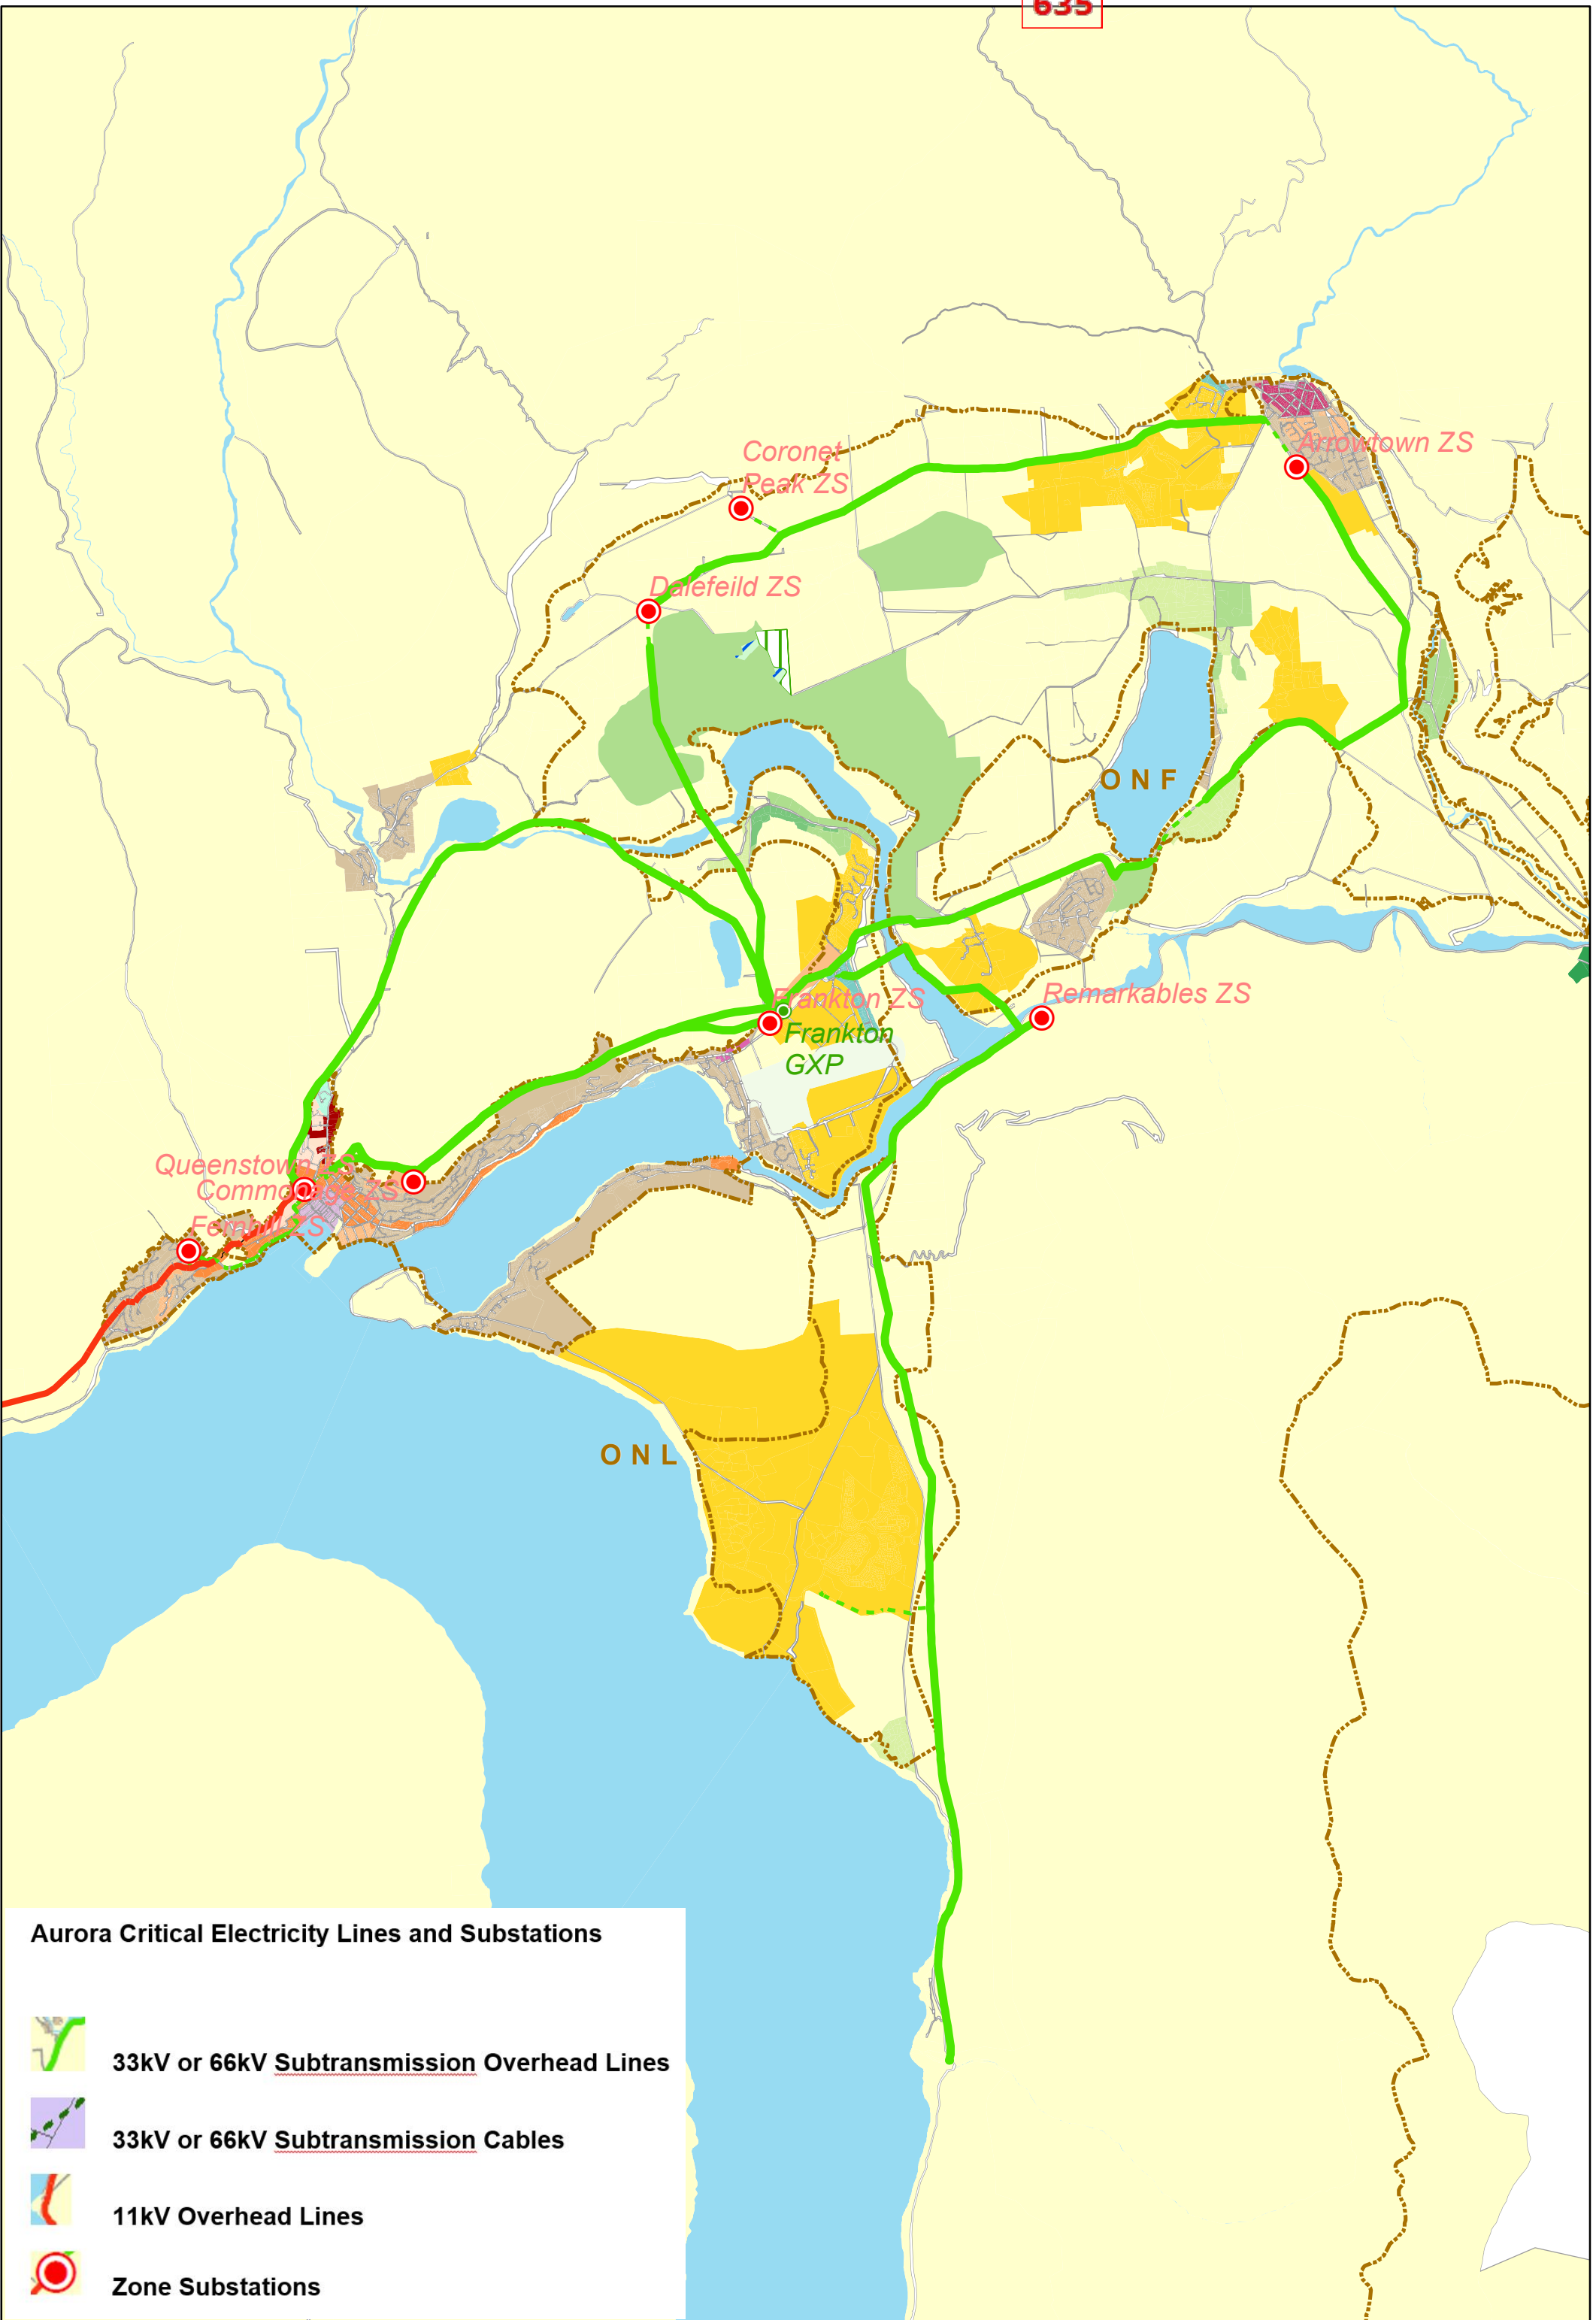 635
Coronet
Peak ZS
Arrowtown ZS
Dalefeild ZS
ONF
Frankton ZS
Remarkables ZS
Frankton
GXP
Queenstown ZS
Commonage ZS
Fernhill ZS
ONL
Aurora Critical Electricity Lines and Substations
33kV or 66kV Subtransmission Overhead Lines
33kV or 66kV Subtransmission Cables
11kV Overhead Lines
Zone Substations